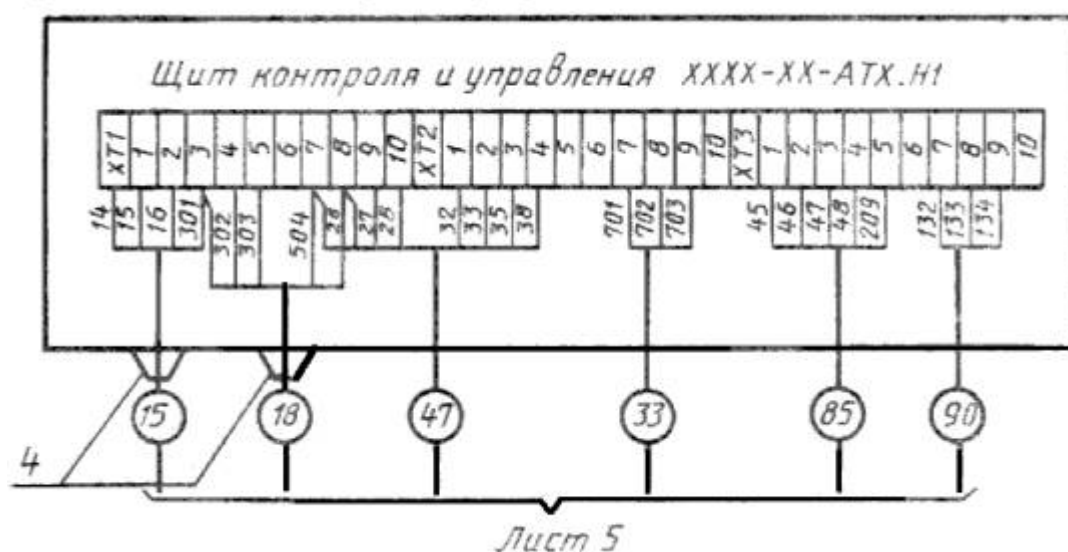 Щит контроля и управления XXXX-XX-АТХ.Н1
XT1 1 2 3 4 5 6 7 8 9 10 XT2 1 2 3 4 5 6 7 8 9 10 XT3 1 2 3 4 5 6 7 8 9 10
14 15 16 301 302 303 504 28 27 28 32 33 35 38 701 702 703 45 46 47 48 209 132 133 134
15 18 47 33 85 90
4
Лист 5